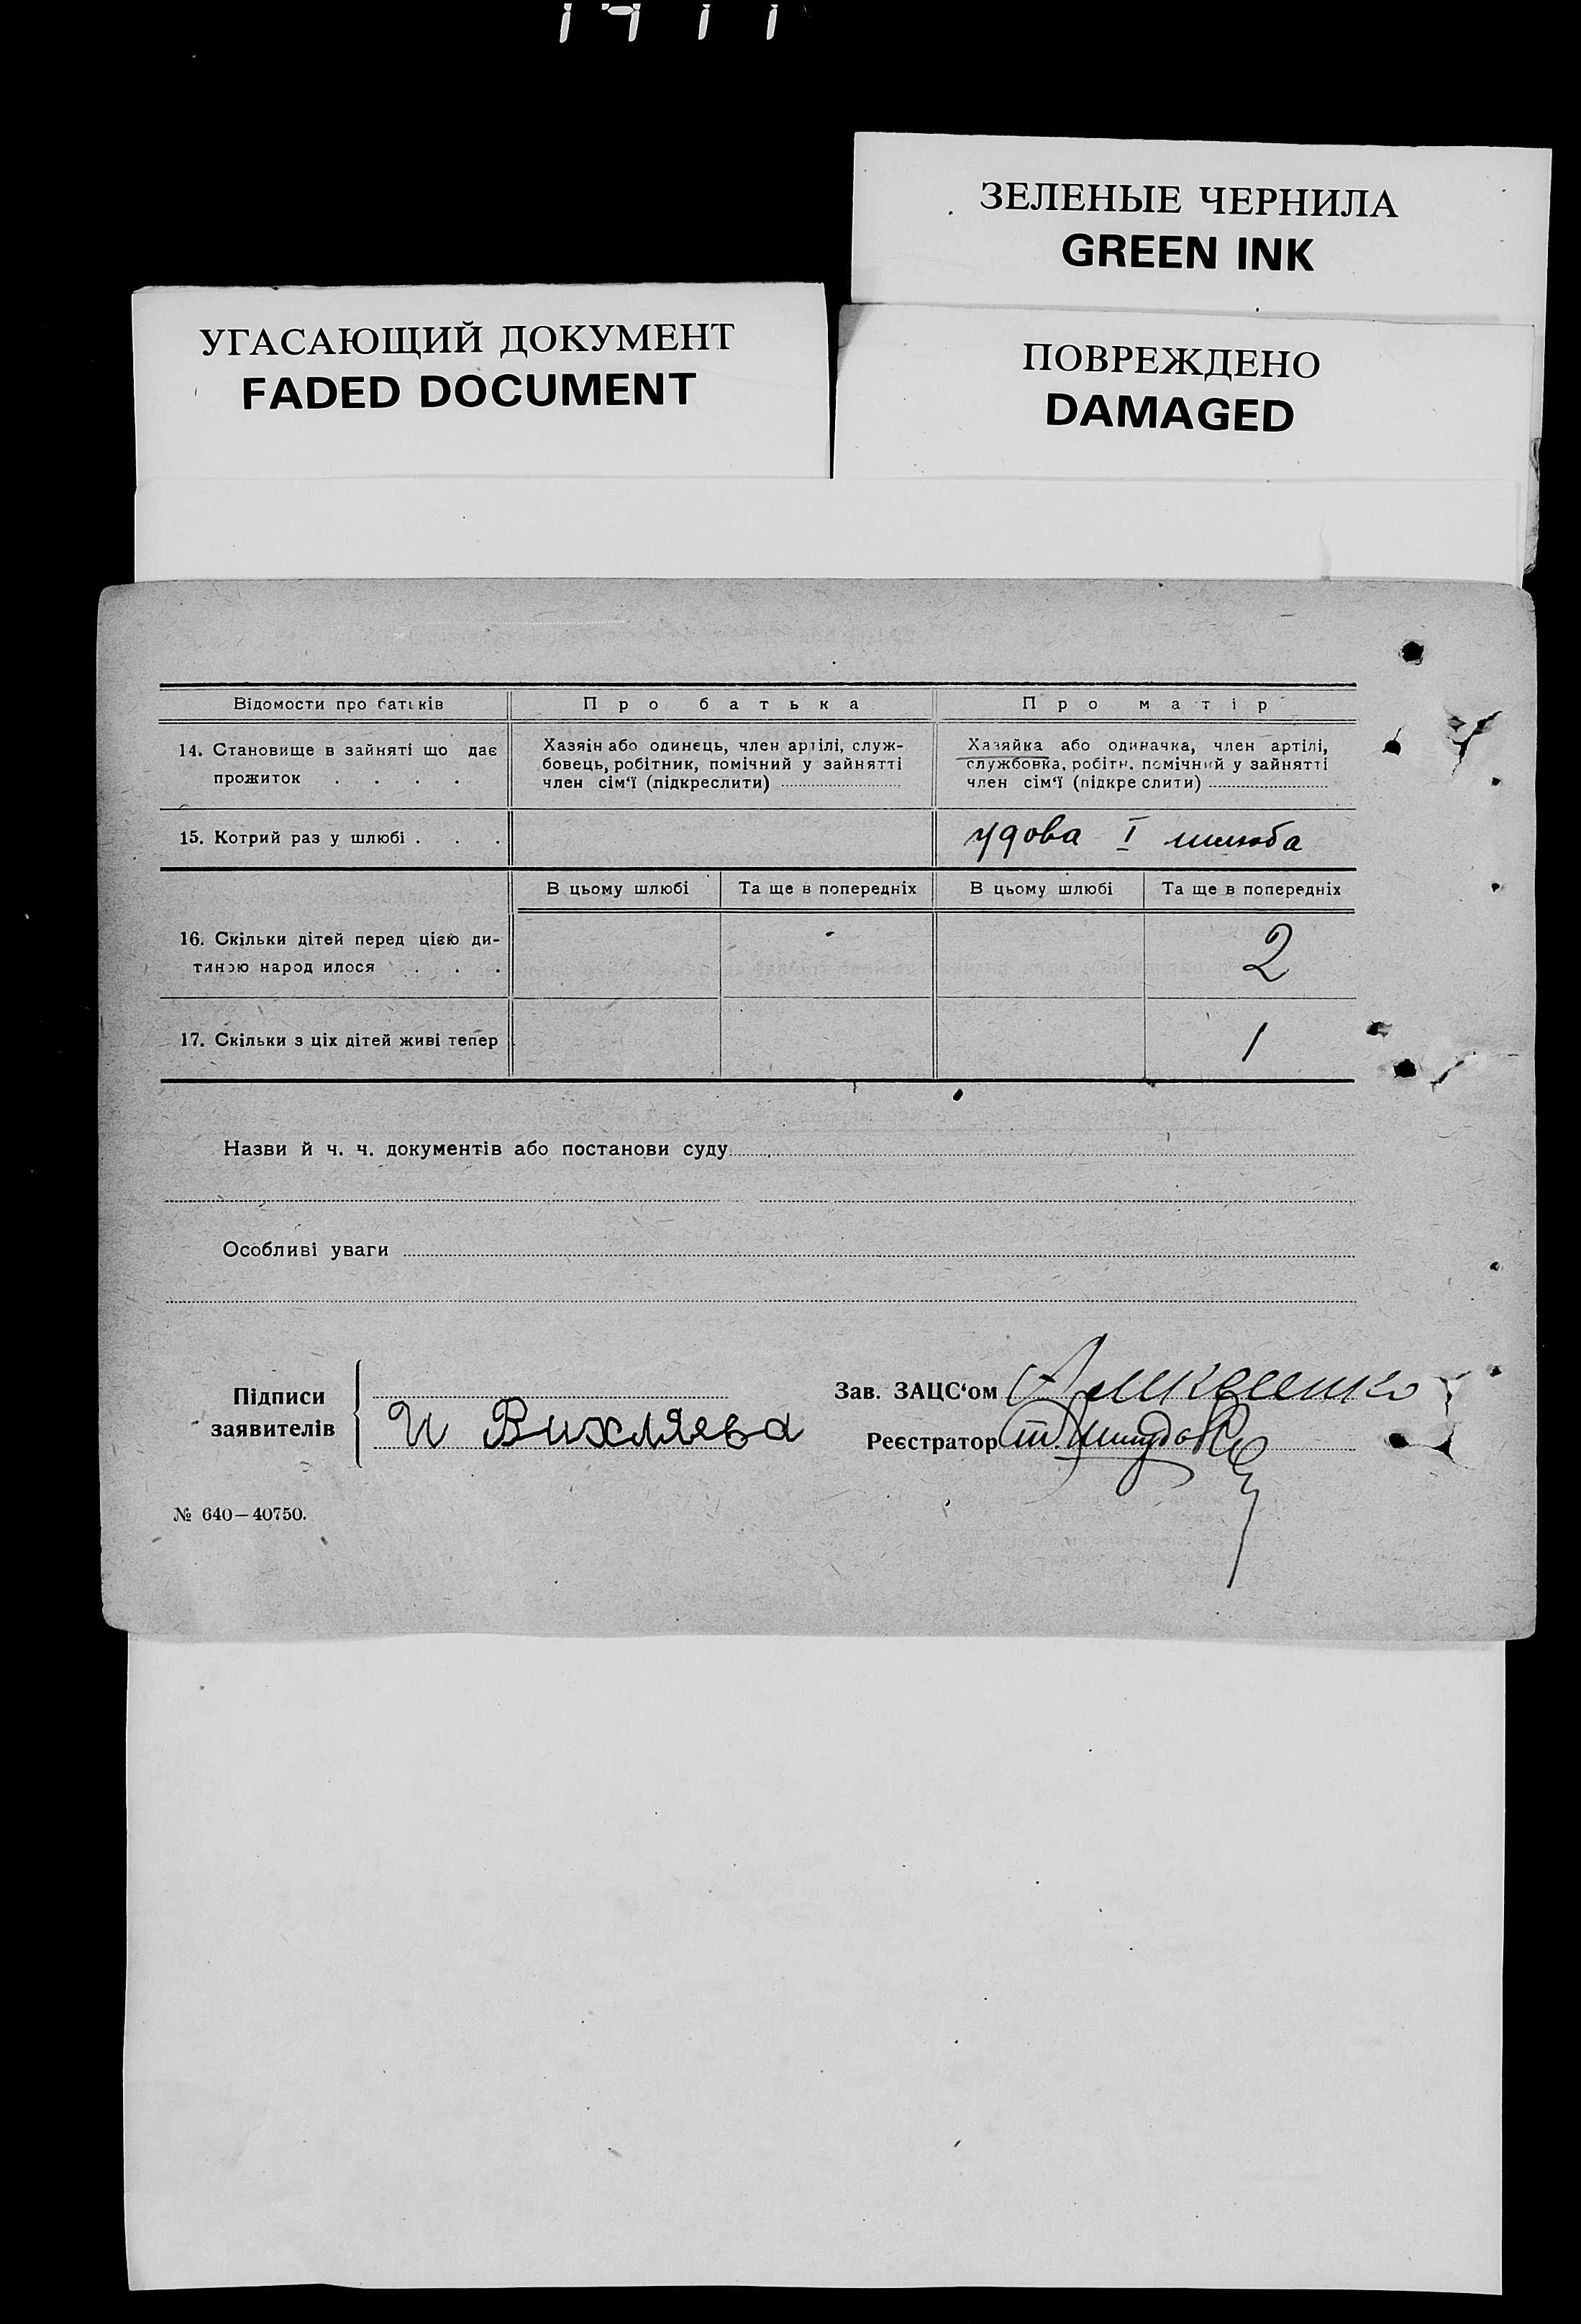 ЗЕЛЕНЫЕ ЧЕРНИЛА
GREEN INK
УГАСАЮЩИЙ ДОКУМЕНТ
FADED DOCUMENT
ПОВРЕЖДЕНО
DAMAGED
Відомости про батьків
Про батька
Про матір
14. Становище в зайняті що дає
прожиток . . . .
Хазяін або одинець, член артілі, служ-
бовець, робітник, помічний у зайнятті
член сім‘ї (підкреслити)
Хазяйка або одиначка, член артілі,
службовка, робітн. помічний у зайнятті
член сім‘ї (підкреслити)
15. Котрий раз у шлюбі . . .
удова I шлюба
В цьому шлюбі
Та ще в попередніх
В цьому шлюбі
Та ще в попередніх
16. Скільки дітей перед цією ди-
тиною народилося . . .
2
17. Скільки з ціх дітей живі тепер
1
Назви й ч. ч. документів або постанови суду
Особливі уваги
Підписи
заявителів
И Вихляева
Зав. ЗАЦС‘ом
Реєстратор
№ 640—40750.